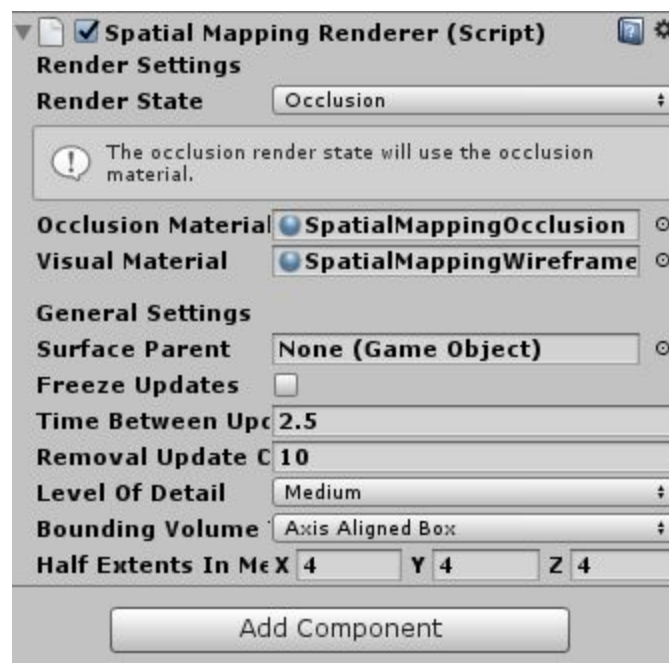 Spatial Mapping Renderer (Script)
Render Settings
Render State Occlusion
The occlusion render state will use the occlusion
material.
Occlusion Material SpatialMappingOcclusion
Visual Material SpatialMappingWireframe
General Settings
Surface Parent None (Game Object)
Freeze Updates
Time Between Upc 2.5
Removal Update C 10
Level Of Detail Medium
Bounding Volume Axis Aligned Box
Half Extents In Me X 4 Y 4 Z 4
Add Component